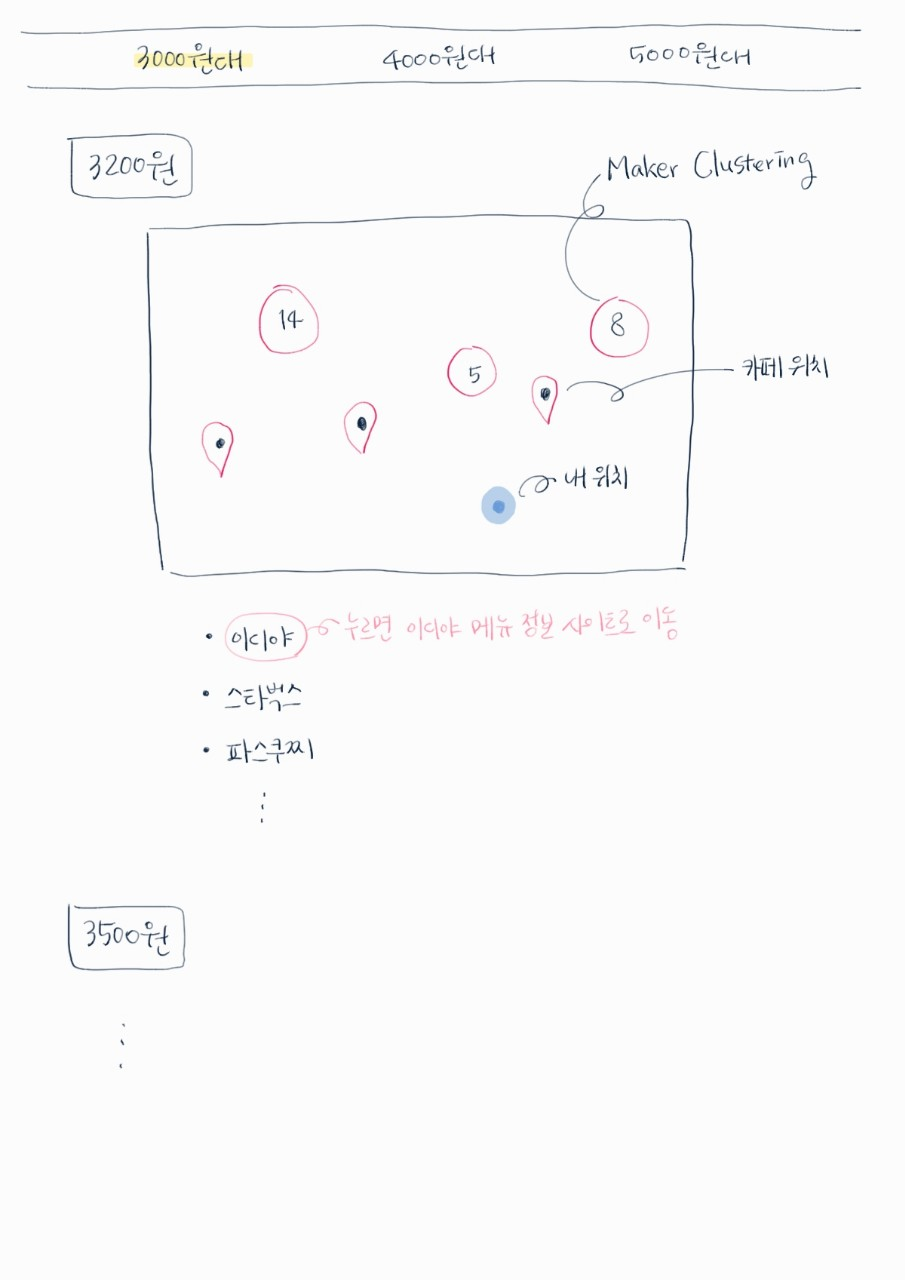 3000원대 4000원대 5000원대
3200원
Maker Clustering
14
8
5
카페 위치
내 위치
• 이디야 누르면 이디야 메뉴 정보 사이트로 이동
• 스타벅스
• 파스쿠찌
3500원